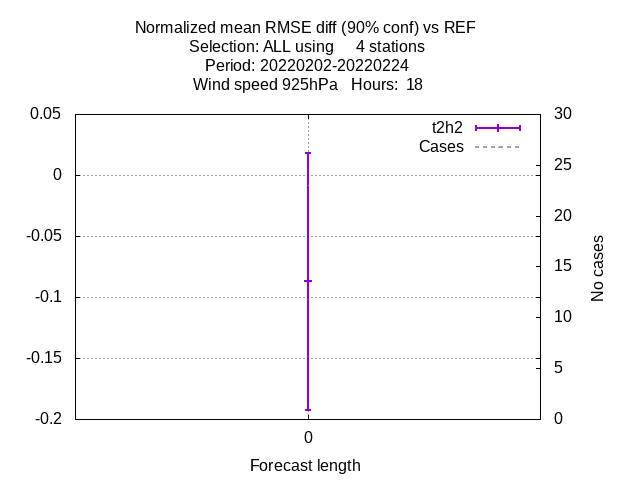 Normalized mean RMSE diff (90% conf) vs REF
Selection: ALL using     4 stations
Period: 20220202-20220224
Wind speed 925hPa   Hours:  18
t2h2
Cases
0.05
0
-0.05
-0.1
-0.15
-0.2
30
25
20
15
10
5
0
No cases
0
Forecast length